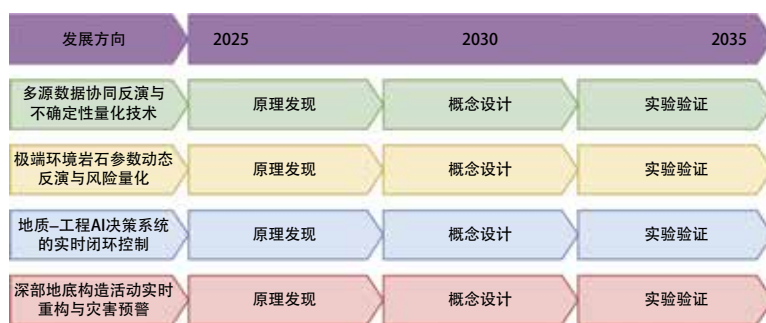 发展方向 2025 2030 2035
多源数据协同反演与
不确定性量化技术
原理发现 概念设计 实验验证
极端环境岩石参数动态
反演与风险量化
原理发现 概念设计 实验验证
地质–工程AI决策系统
的实时闭环控制
原理发现 概念设计 实验验证
深部地底构造活动实时
重构与灾害预警
原理发现 概念设计 实验验证